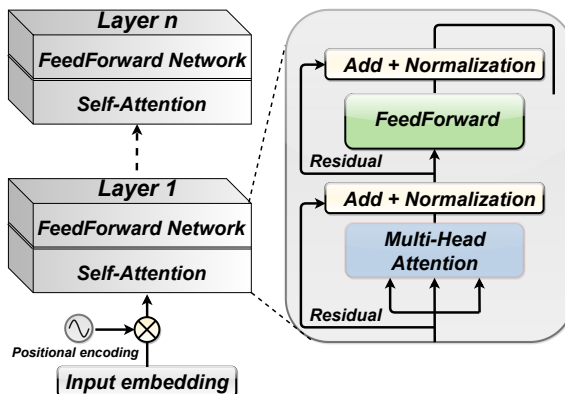 Layer n
FeedForward Network
Self-Attention
Layer 1
FeedForward Network
Self-Attention
Positional encoding
Input embedding
Add + Normalization
FeedForward
Residual
Add + Normalization
Multi-Head
Attention
Residual